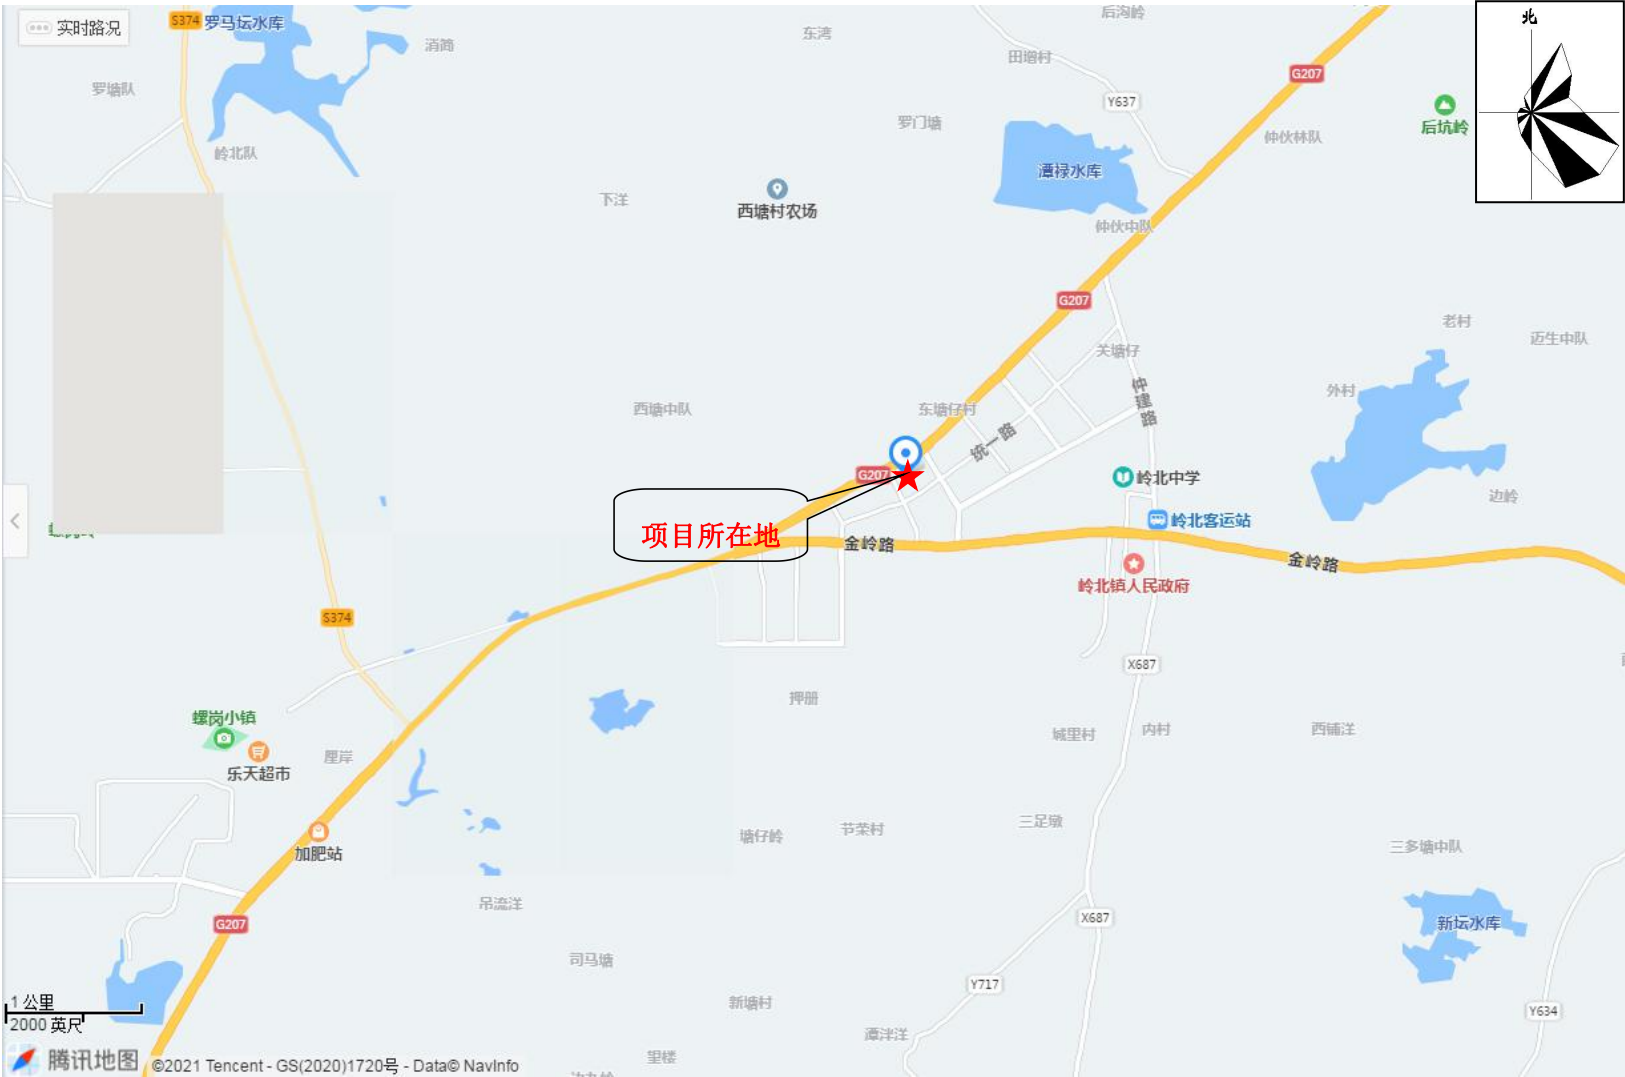 实时路况
S374
罗马坛水库
消简
东湾
后沟岭
田增村
G207
北
罗塘队
Y637
后坑岭
罗门塘
仲伙林队
岭北队
潭禄水库
下洋
西塘村农场
仲伙中队
G207
老村
迈生中队
关塘仔
外村
仲建路
西塘中队
东塘仔村
统一路
G207
岭北中学
边岭
岭北客运站
项目所在地
金岭路
金岭路
岭北镇人民政府
S374
X687
押册
螺岗小镇
城里村
内村
西铺洋
厘岸
乐天超市
三足墩
节荣村
塘仔岭
加肥站
三多塘中队
吊流洋
G207
X687
新坛水库
司马塘
Y717
新塘村
1 公里
Y634
2000 英尺
潭泮洋
里楼
腾讯地图
©2021 Tencent - GS(2020)1720号 - Data© NavInfo